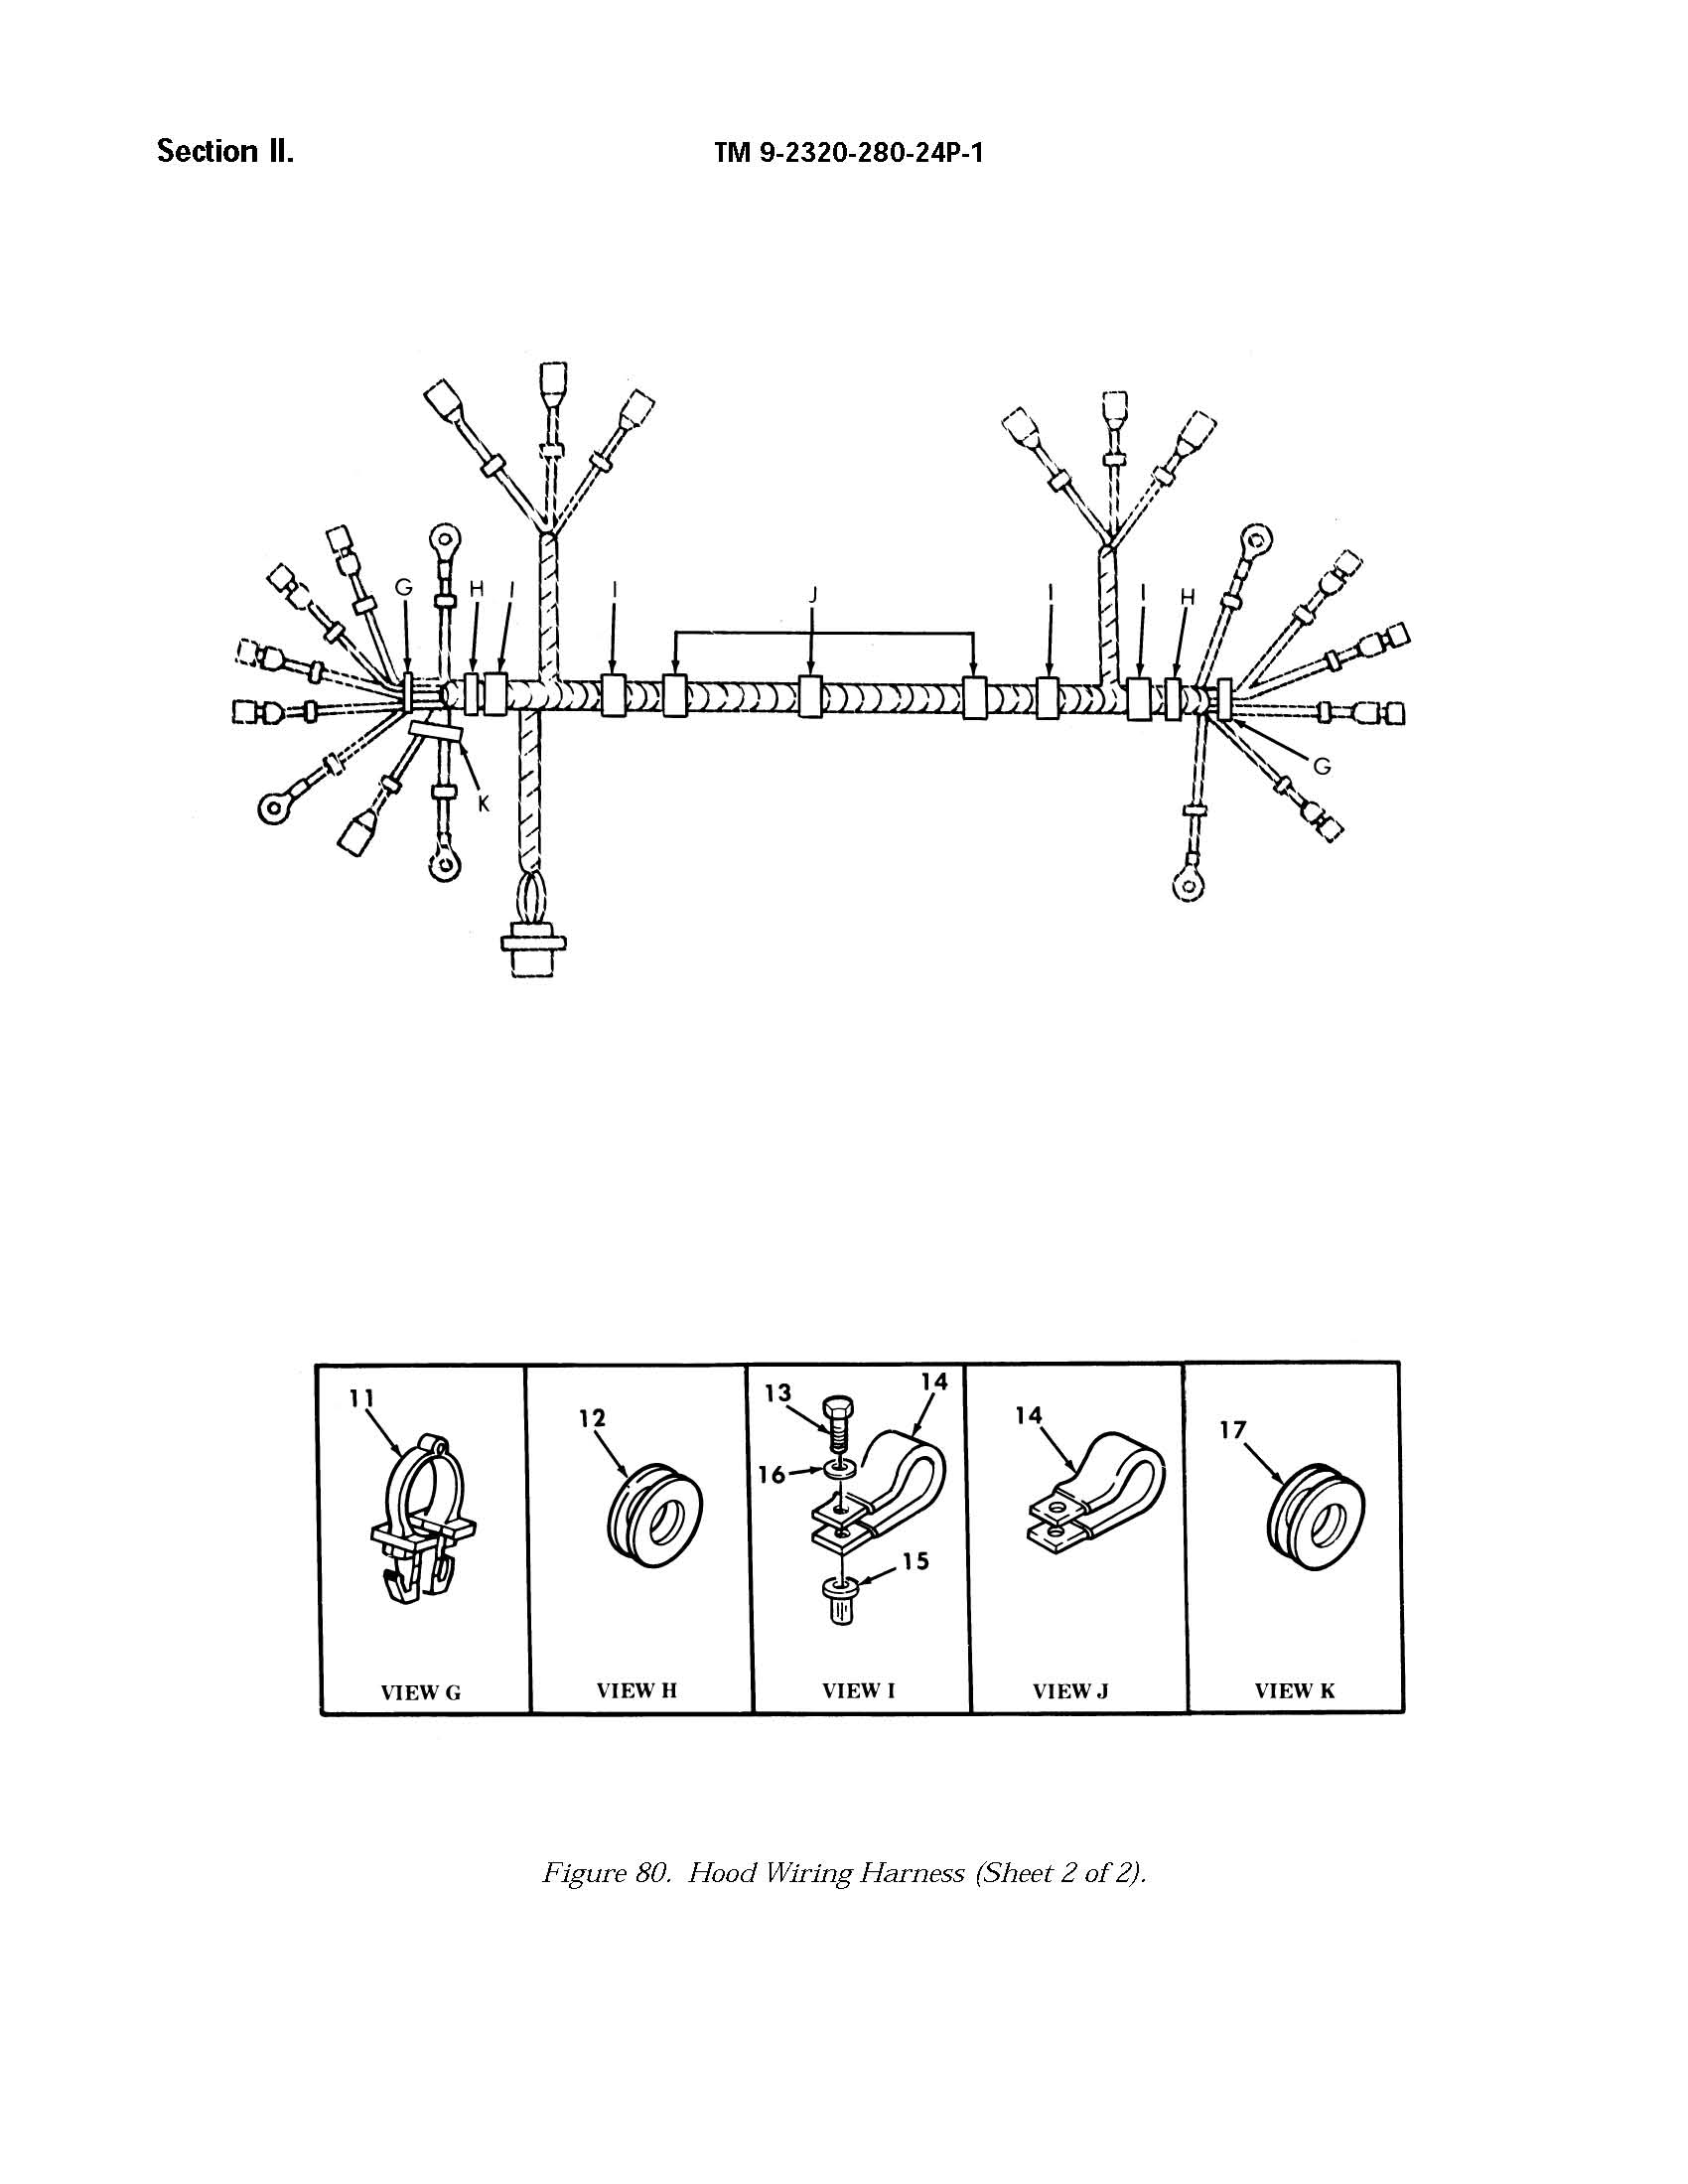 Section II.
TM 9-2320-280-24P-1
G
H
I
I
J
I
I
H
G
K
11
12
13
14
16
15
14
17
VIEW G
VIEW H
VIEW I
VIEW J
VIEW K
Figure 80. Hood Wiring Harness (Sheet 2 of 2).